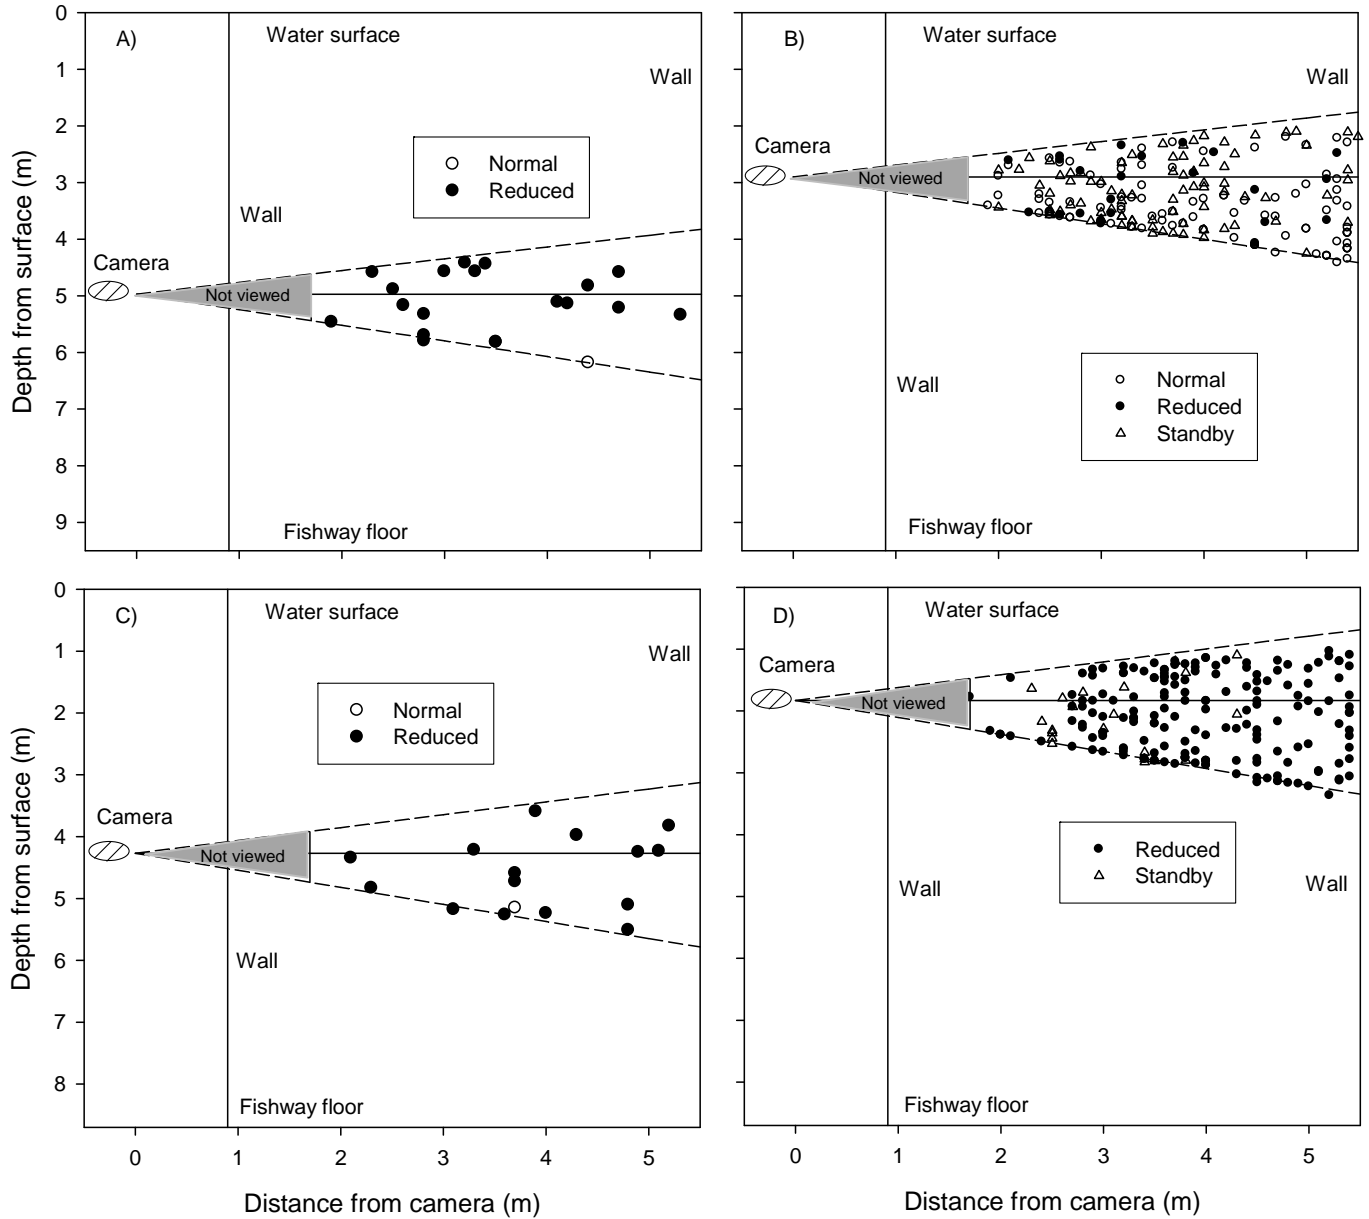 A)
Water surface
Wall
Normal
Reduced
Wall
Camera
Not viewed
Fishway floor
0
1
2
3
4
5
6
7
8
9
Depth from surface (m)
B)
Water surface
Wall
Camera
Not viewed
Normal
Reduced
Standby
Wall
Fishway floor
C)
Water surface
Wall
Normal
Reduced
Camera
Not viewed
Wall
Fishway floor
0
1
2
3
4
5
6
7
8
Depth from surface (m)
0 1 2 3 4 5
Distance from camera (m)
D)
Water surface
Camera
Not viewed
Reduced
Standby
Wall
Wall
Fishway floor
0 1 2 3 4 5
Distance from camera (m)